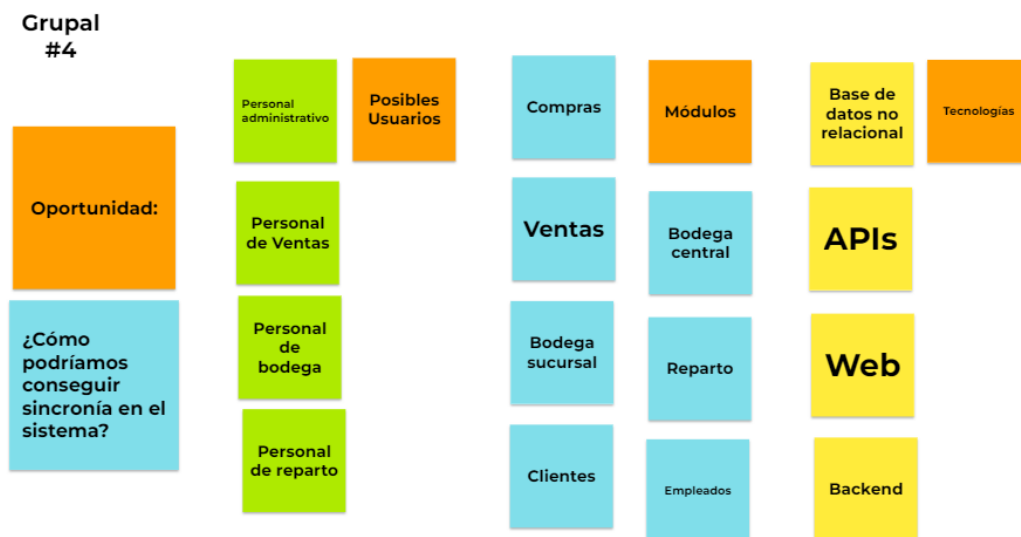 Grupal
#4
Oportunidad:
¿Cómo
podríamos
conseguir
sincronía en el
sistema?
Personal
administrativo
Posibles
Usuarios
Personal
de Ventas
Personal
de
bodega
Personal
de reparto
Compras
Módulos
Ventas
Bodega
central
Bodega
sucursal
Reparto
Clientes
Empleados
Base de
datos no
relacional
Tecnologías
APIs
Web
Backend